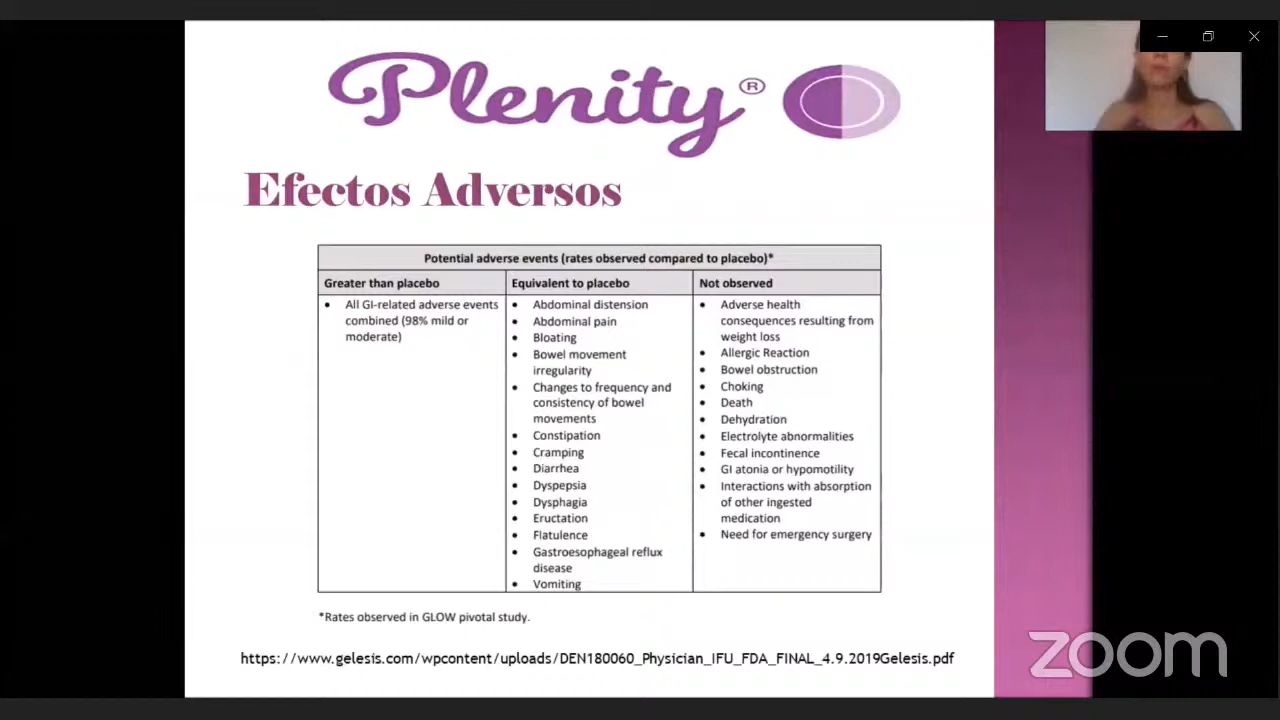 Plenity®
Efectos Adversos
Potential adverse events (rates observed compared to placebo)*
Greater than placebo
• All GI-related adverse events
combined (98% mild or
moderate)
Equivalent to placebo
• Abdominal distension
• Abdominal pain
• Bloating
• Bowel movement
irregularity
• Changes to frequency and
consistency of bowel
movements
• Constipation
• Cramping
• Diarrhea
• Dyspepsia
• Dysphagia
• Eructation
• Flatulence
• Gastroesophageal reflux
disease
• Vomiting
Not observed
• Adverse health
consequences resulting from
weight loss
• Allergic Reaction
• Bowel obstruction
• Choking
• Death
• Dehydration
• Electrolyte abnormalities
• Fecal incontinence
• GI atonia or hypomotility
• Interactions with absorption
of other ingested
medication
• Need for emergency surgery
*Rates observed in GLOW pivotal study.
https://www.gelesis.com/wpcontent/uploads/DEN180060_Physician_IFU_FDA_FINAL_4.9.2019Gelesis.pdf
zoom